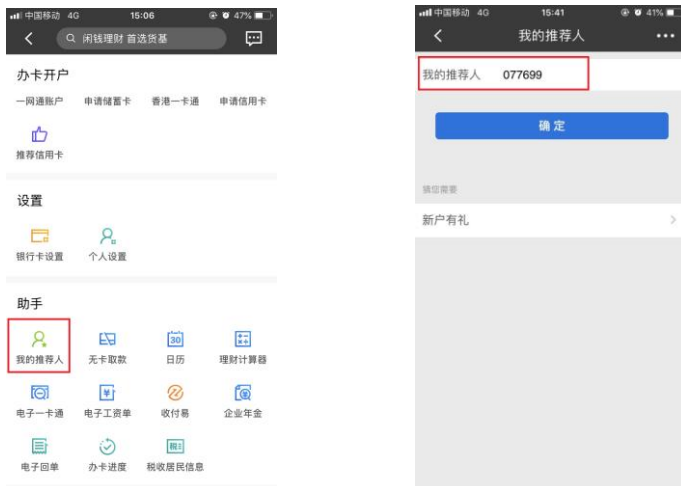 中国移动 4G 15:06 47%
闲钱理财 首选货基
办卡开户
一网通账户 申请储蓄卡 香港一卡通 申请信用卡
推荐信用卡
设置
银行卡设置 个人设置
助手
30
我的推荐人 无卡取款 日历 理财计算器
电子一卡通 电子工资单 收付易 企业年金
税
电子回单 办卡进度 税收居民信息
中国移动 4G 15:41 41%
我的推荐人
我的推荐人 077699
确定
猜您需要
新户有礼